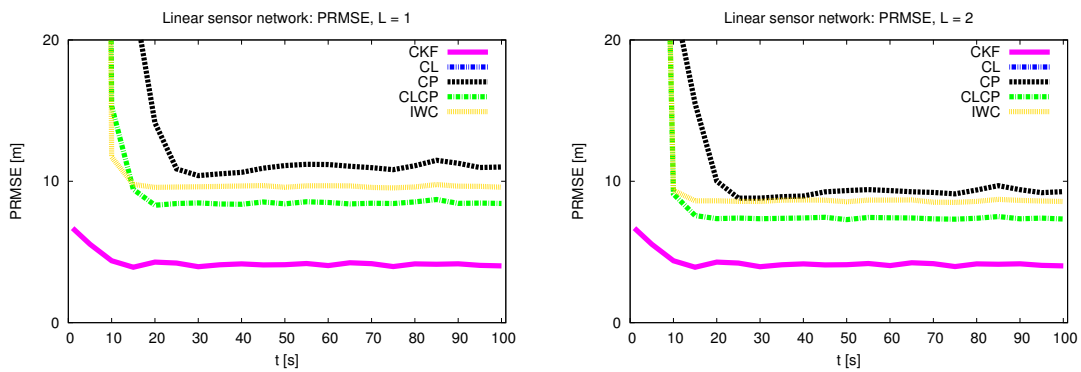 Linear sensor network: PRMSE, L = 1
20
10
0
PRMSE [m]
CKF
CL
CP
CLCP
IWC
0 10 20 30 40 50 60 70 80 90 100
t [s]
Linear sensor network: PRMSE, L = 2
20
10
0
PRMSE [m]
CKF
CL
CP
CLCP
IWC
0 10 20 30 40 50 60 70 80 90 100
t [s]